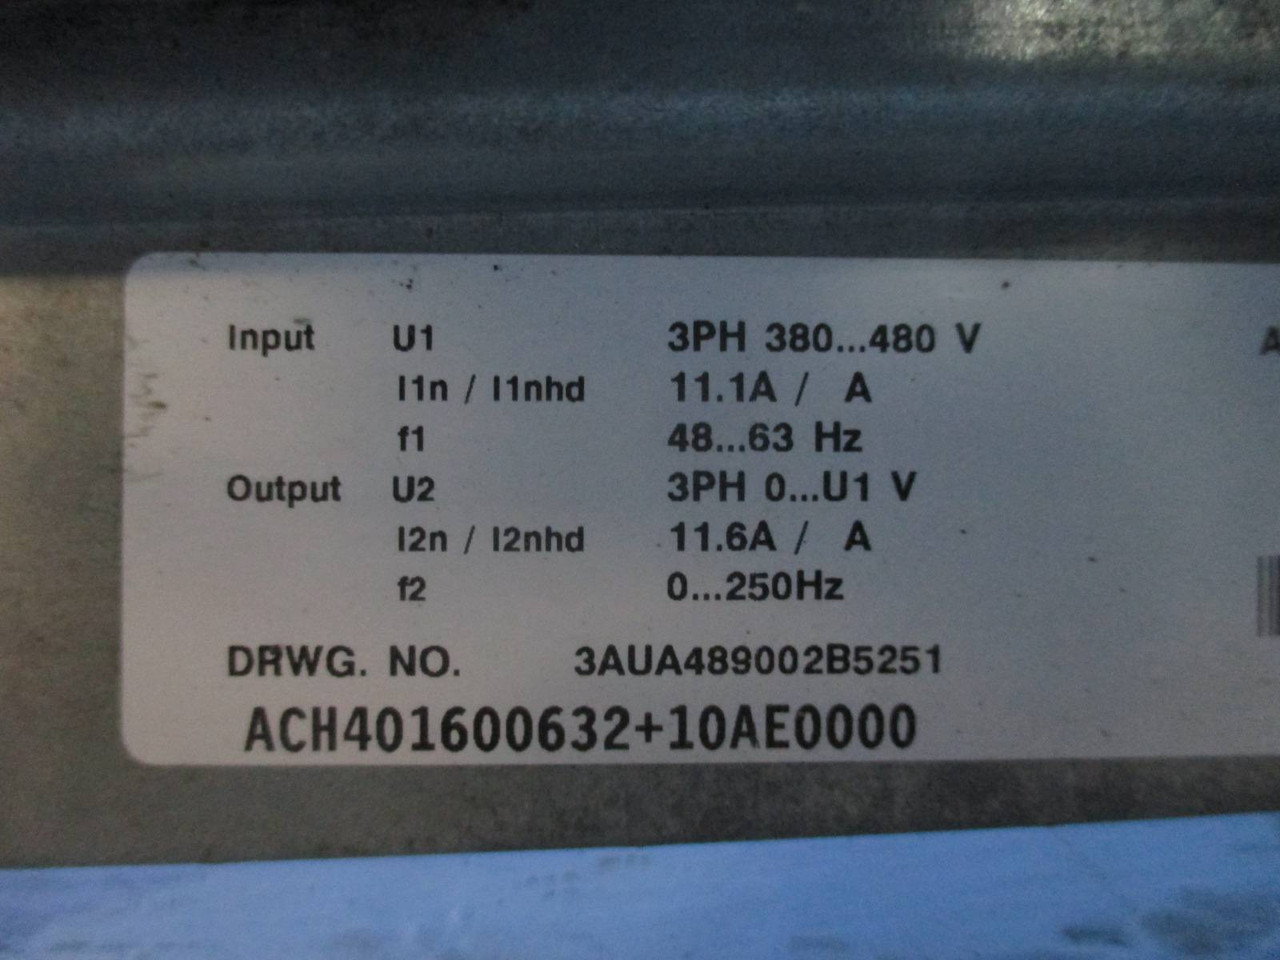 Input U1 3PH 380...480 V
I1n / I1nhd 11.1A / A
f1 48...63 Hz
Output U2 3PH 0...U1 V
I2n / I2nhd 11.6A / A
f2 0...250Hz
DRWG. NO. 3AUA489002B5251
ACH401600632+10AE0000